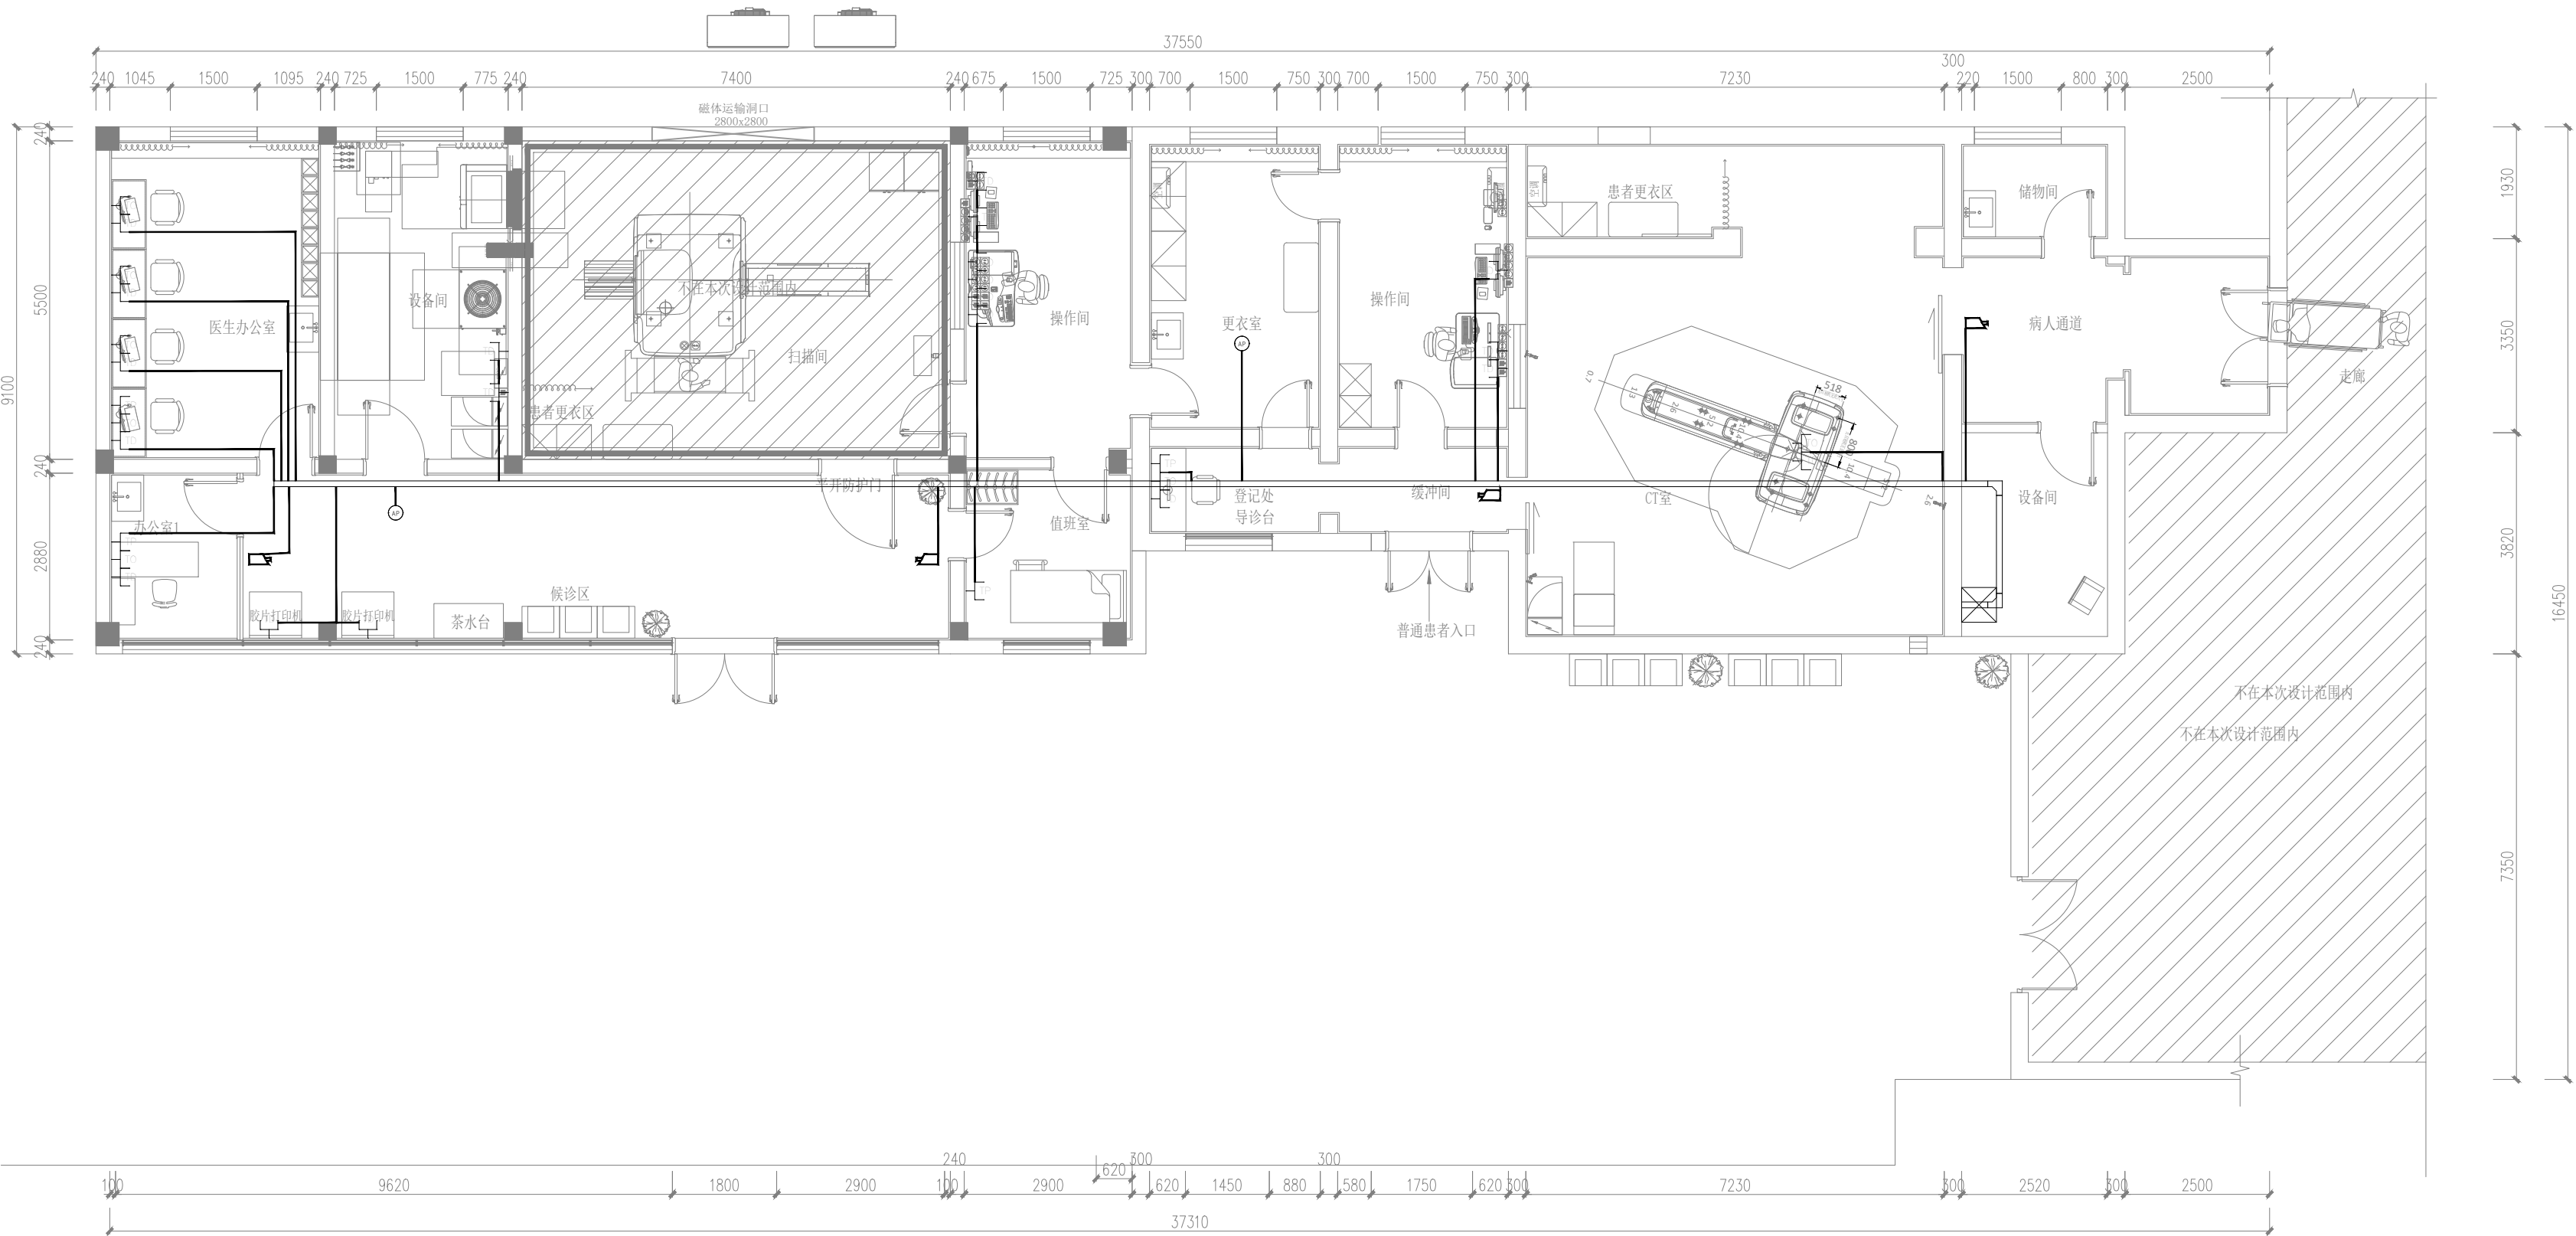 37550
300
240 1045 1500 1095 240 725 1500 775 240 7400 240 675 1500 725 300 700 1500 750 300 700 1500 750 300 7230 220 1500 800 300 2500
磁体运输洞口
2800x2800
240
5500
240
2880
240
9100
1930
3350
3820
7350
16450
医生办公室
设备间
不在本次设计范围内
扫描间
患者更衣区
操作间
更衣室
AP
操作间
空调
患者更衣区
储物间
病人通道
走廊
518
800
CT室
设备间
办公室1
AP
平开防护门
值班室
登记处
导诊台
缓冲间
TP
TO
胶片打印机
胶片打印机
茶水台
候诊区
TP
普通患者入口
不在本次设计范围内
不在本次设计范围内
240 620 300 300
100 9620 1800 2900 100 2900 620 1450 880 580 1750 620 300 7230 300 2520 300 2500
37310